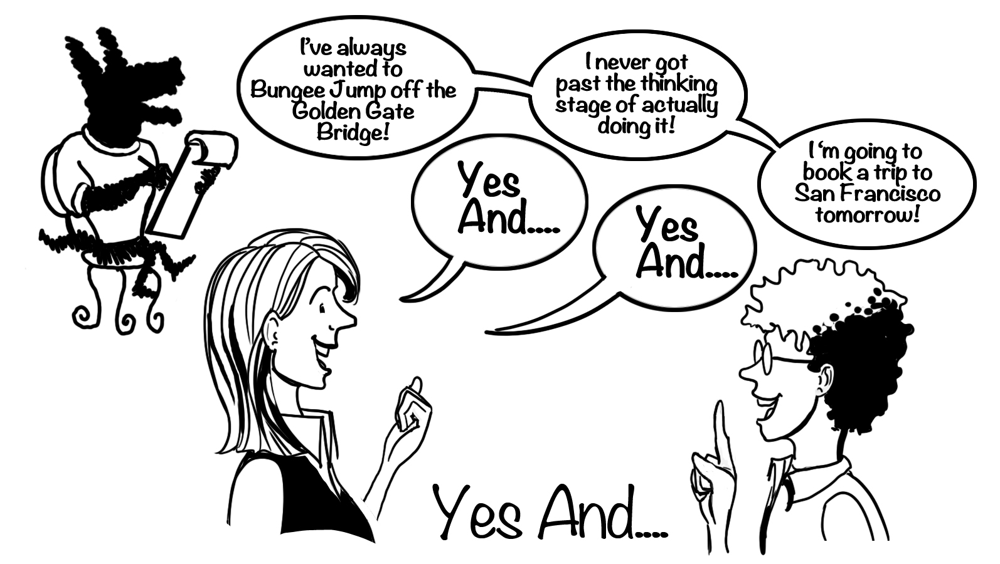 I've always
wanted to
Bungee Jump off the
Golden Gate
Bridge!
Yes
And....
I never got
past the thinking
stage of actually
doing it!
Yes
And....
I 'm going to
book a trip to
San Francisco
tomorrow!
Yes And....